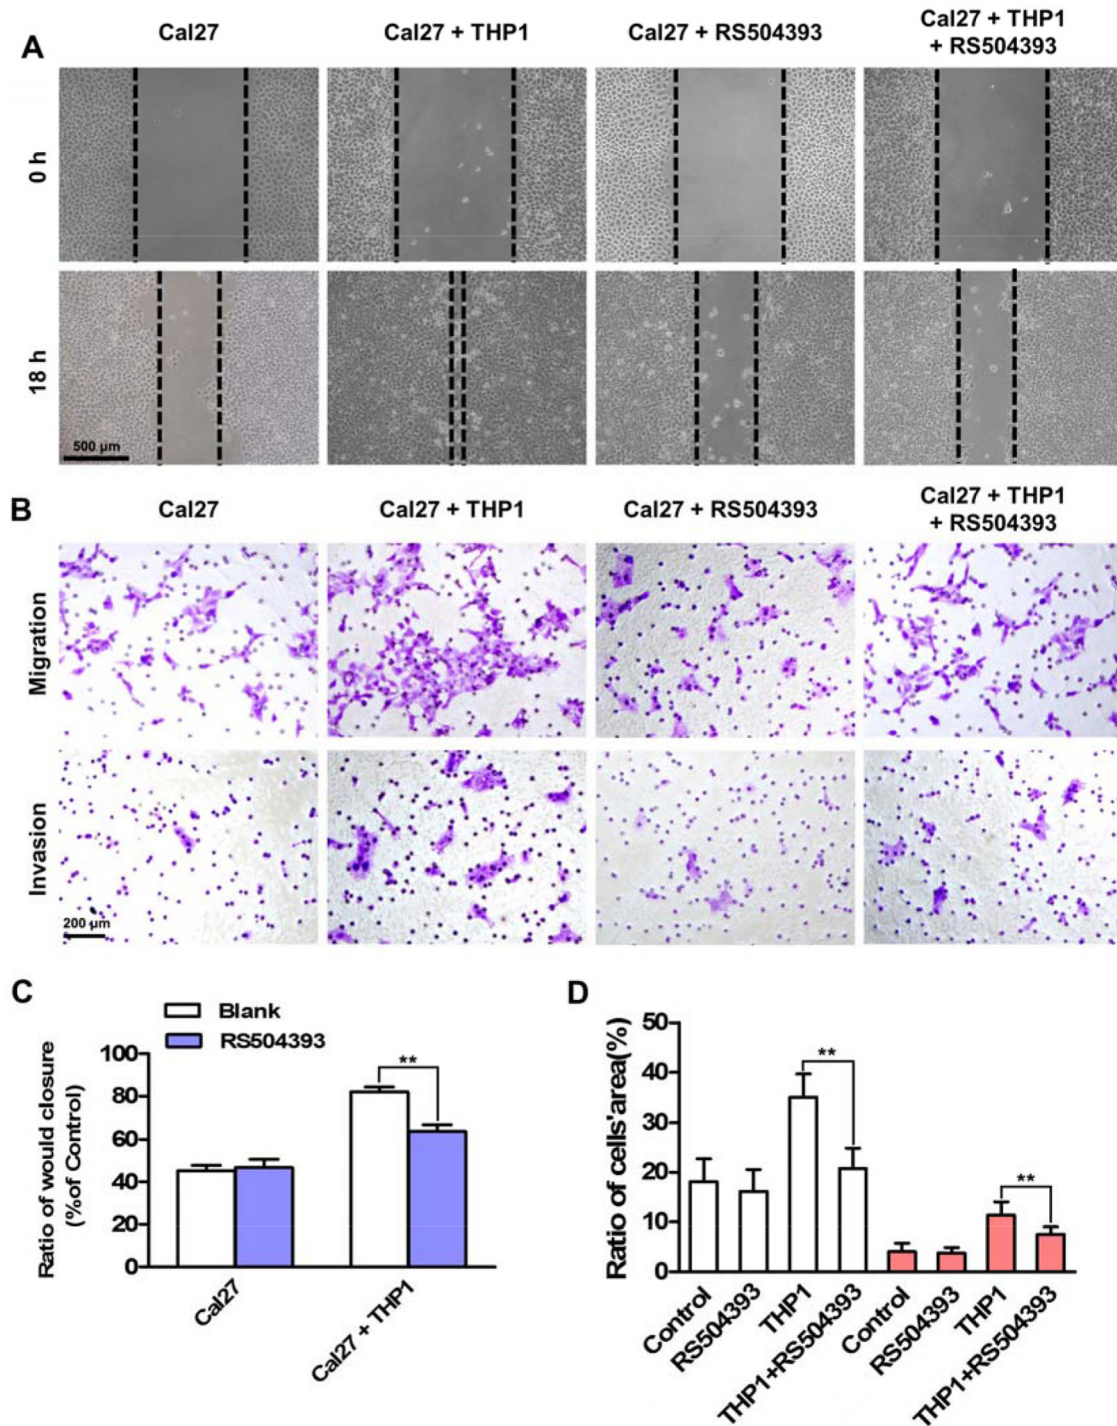 A
Cal27
Cal27 + THP1
Cal27 + RS504393
Cal27 + THP1
+ RS504393
0 h
18 h
500 µm
B
Cal27
Cal27 + THP1
Cal27 + RS504393
Cal27 + THP1
+ RS504393
Migration
Invasion
200 µm
C
Blank
RS504393
Ratio of would closure
(%of Control)
100
80
60
40
20
0
**
Cal27
Cal27 + THP1
D
Ratio of cells'area(%)
50
40
30
20
10
0
**
**
Control
RS504393
THP1
THP1+RS504393
Control
RS504393
THP1
THP1+RS504393